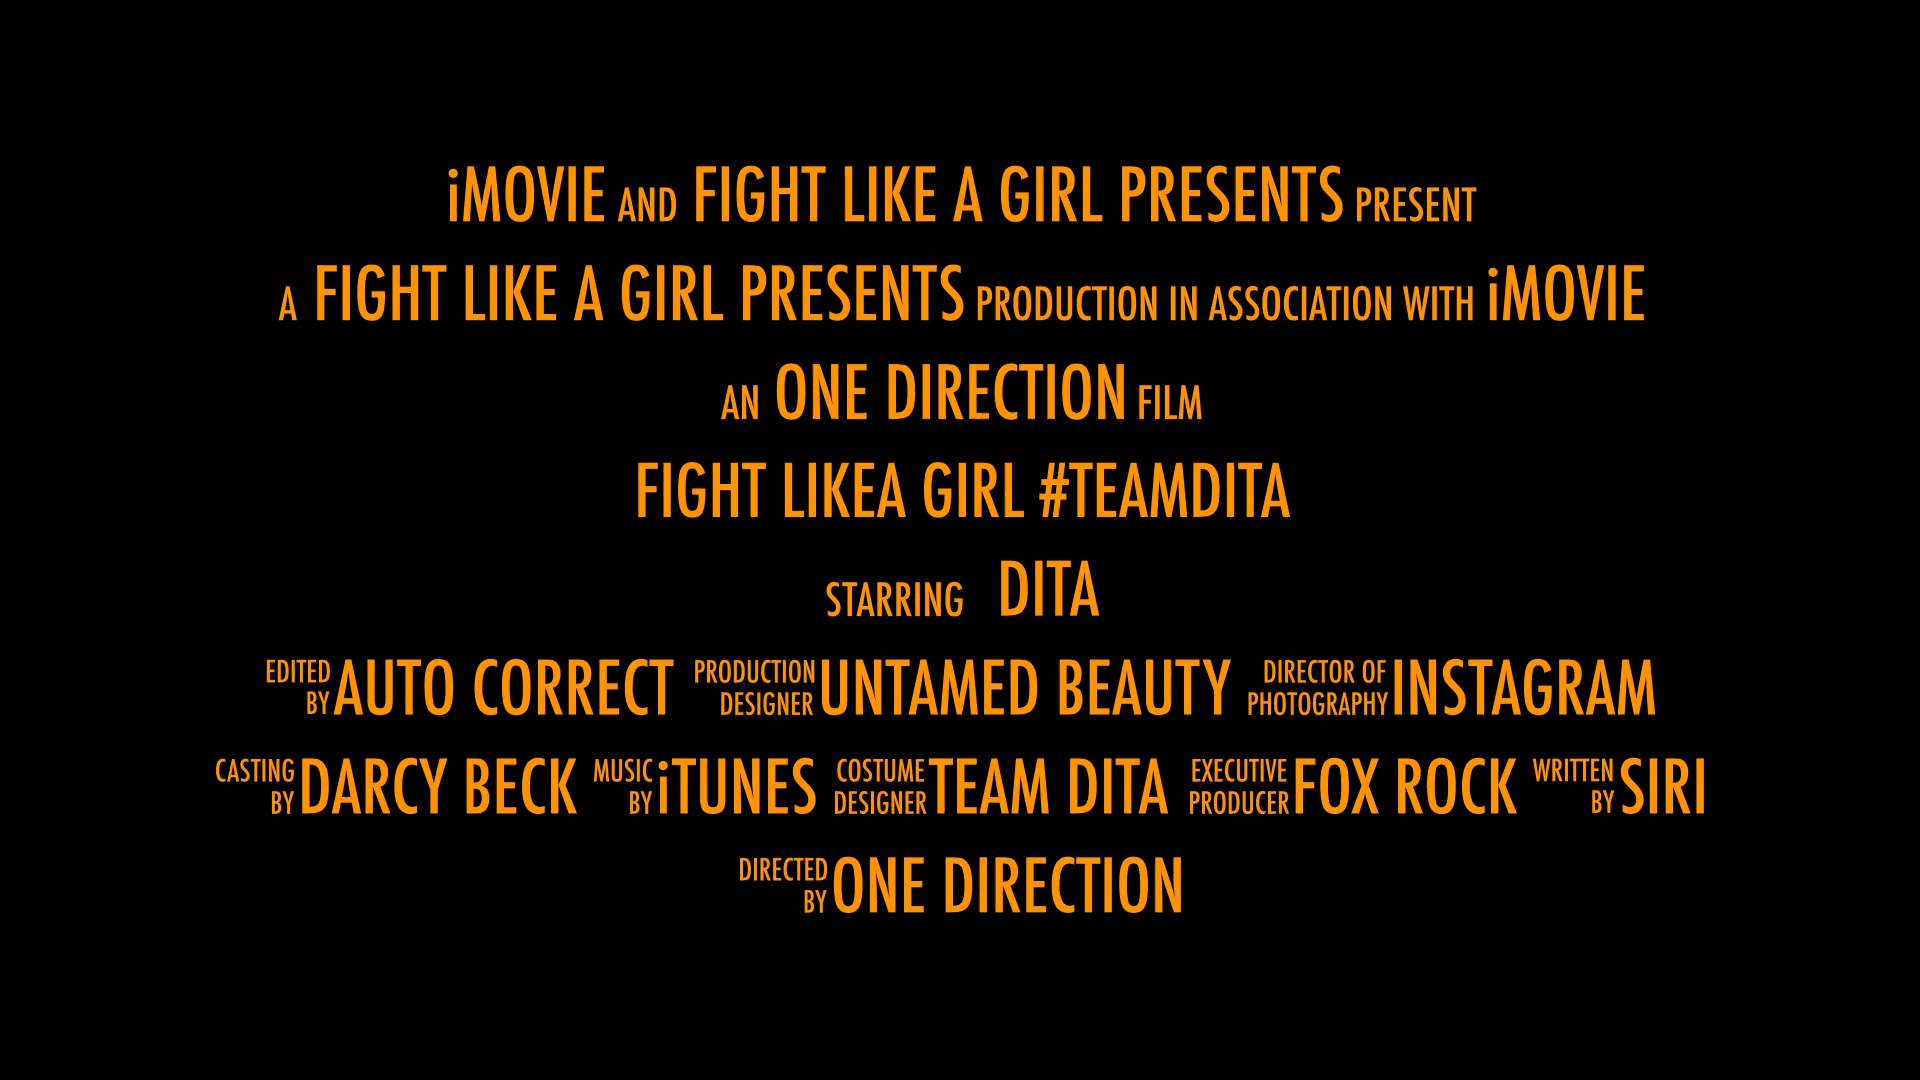 iMOVIE AND FIGHT LIKE A GIRL PRESENTS PRESENT
A FIGHT LIKE A GIRL PRESENTS PRODUCTION IN ASSOCIATION WITH iMOVIE
AN ONE DIRECTION FILM
FIGHT LIKEA GIRL #TEAMDITA
STARRING DITA
EDITED BY AUTO CORRECT PRODUCTION DESIGNER UNTAMED BEAUTY DIRECTOR OF PHOTOGRAPHY INSTAGRAM
CASTING BY DARCY BECK MUSIC BY iTUNES COSTUME DESIGNER TEAM DITA EXECUTIVE PRODUCER FOX ROCK WRITTEN BY SIRI
DIRECTED BY ONE DIRECTION